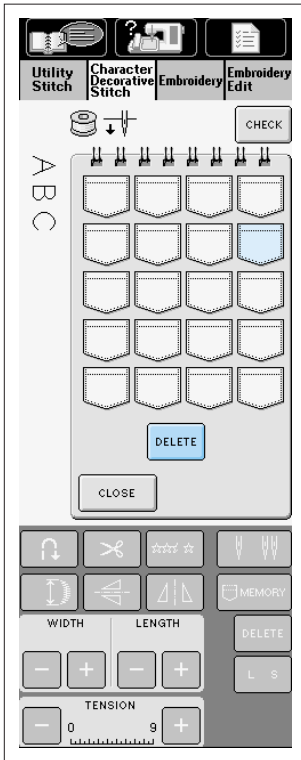 ?
Utility Stitch
Character Decorative Stitch
Embroidery
Embroidery Edit
CHECK
A B C
DELETE
CLOSE
MEMORY
WIDTH
LENGTH
DELETE
- +
- +
L S
TENSION
- 0 9 +